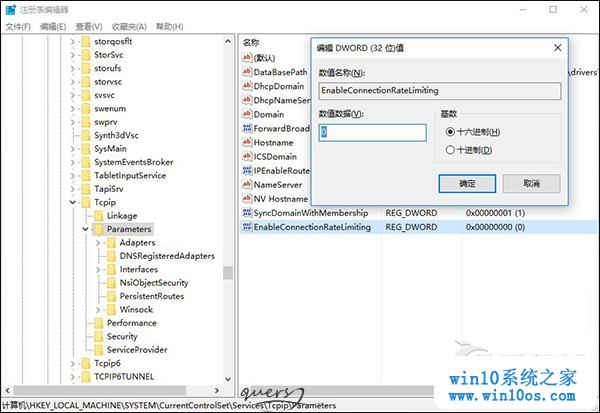 注册表编辑器
文件(F) 编辑(E) 查看(V) 收藏夹(A) 帮助(H)
storqosflt
StorSvc
storufs
storvsc
svsvc
swenum
swprv
Synth3dVsc
SysMain
SystemEventsBroker
TabletInputService
TapiSrv
Tcpip
Linkage
Parameters
Adapters
DNSRegisteredAdapters
Interfaces
NsiObjectSecurity
PersistentRoutes
Winsock
Performance
Security
ServiceProvider
Tcpip6
TCPIP6TUNNEL
名称
(默认)
DataBasePath
\drivers\
DhcpDomain
DhcpNameServ
Domain
ForwardBroad
Hostname
ICSDomain
IPEnableRoute
NameServer
NV Hostname
SyncDomainWithMembership REG_DWORD 0x00000001 (1)
EnableConnectionRateLimiting REG_DWORD 0x00000000 (0)
编辑 DWORD (32 位)值
数值名称(N):
EnableConnectionRateLimiting
数值数据(V):
0
基数
十六进制(H)
十进制(D)
确定
取消
计算机\HKEY_LOCAL_MACHINE\SYSTEM\CurrentControlSet\Services\Tcpip\Parameters
win10系统之家
www.win10os.com